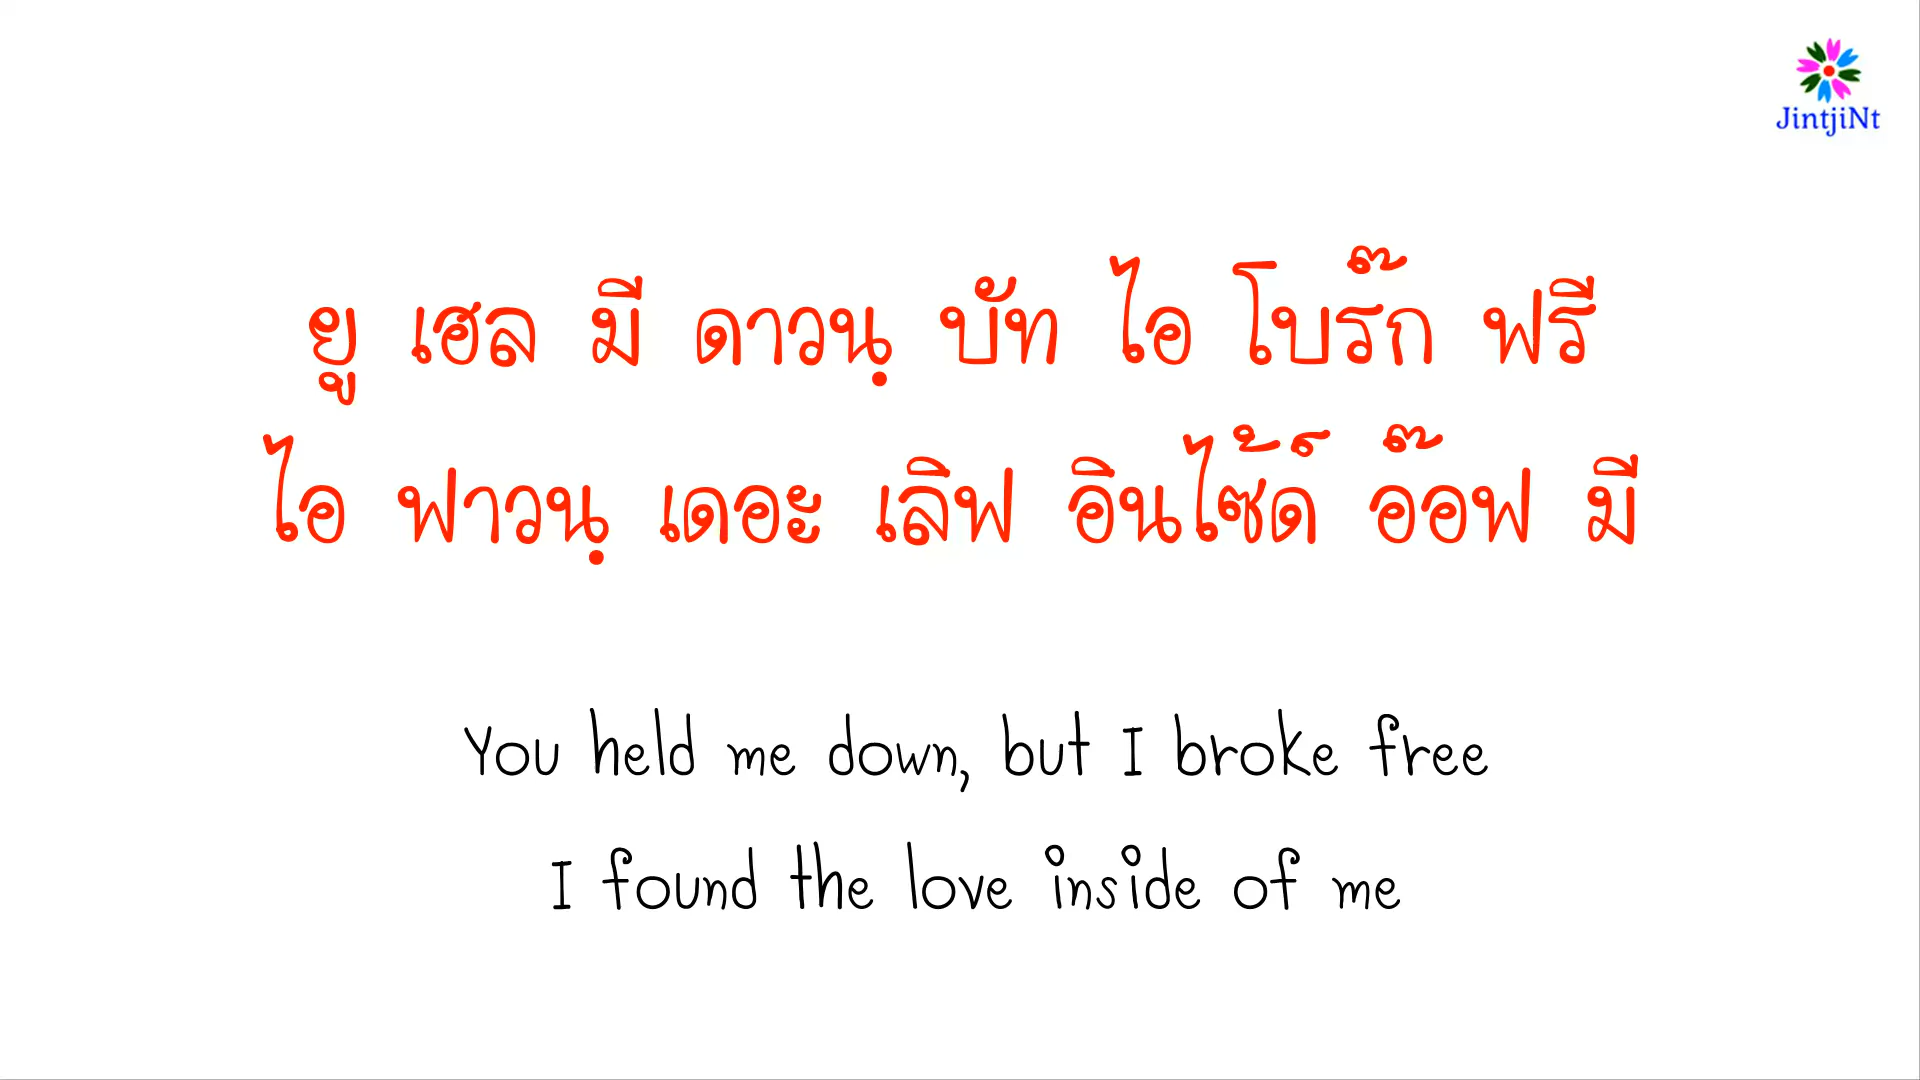 JintjiNt
ยู เฮล มี ดาวนฺ บัท ไอ โบร๊ก ฟรี
ไอ ฟาวนฺ เดอะ เลิฟ อินไซ้ด์ อ๊อฟ มี
You held me down, but I broke free
I found the love inside of me